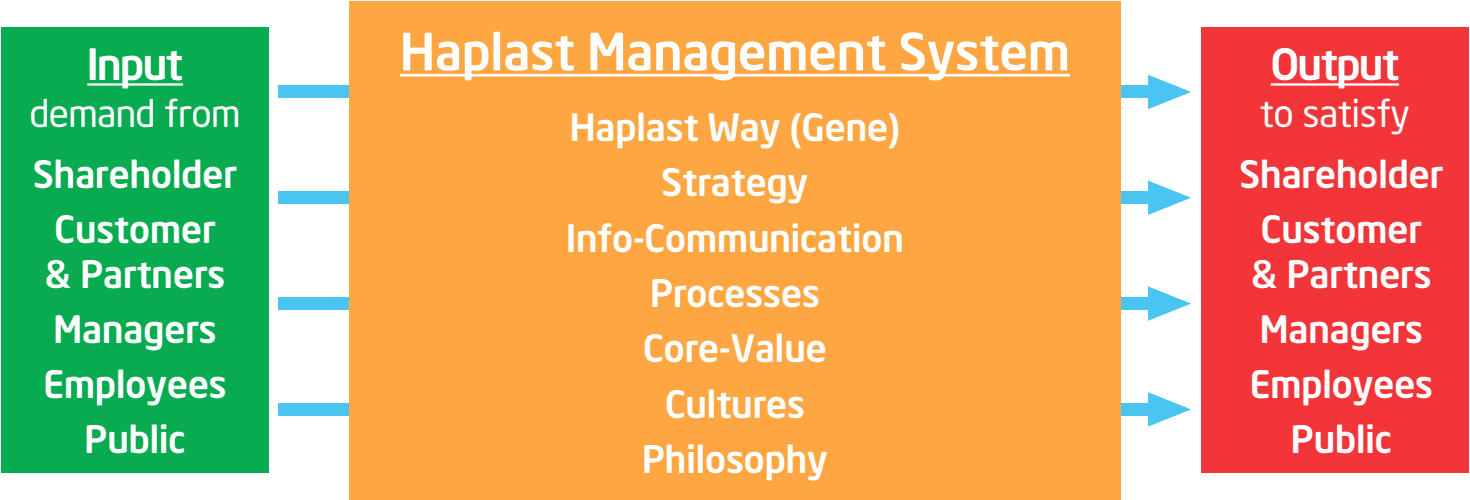 Input
demand from
Shareholder
Customer
& Partners
Managers
Employees
Public
Haplast Management System
Haplast Way (Gene)
Strategy
Info-Communication
Processes
Core-Value
Cultures
Philosophy
Output
to satisfy
Shareholder
Customer
& Partners
Managers
Employees
Public